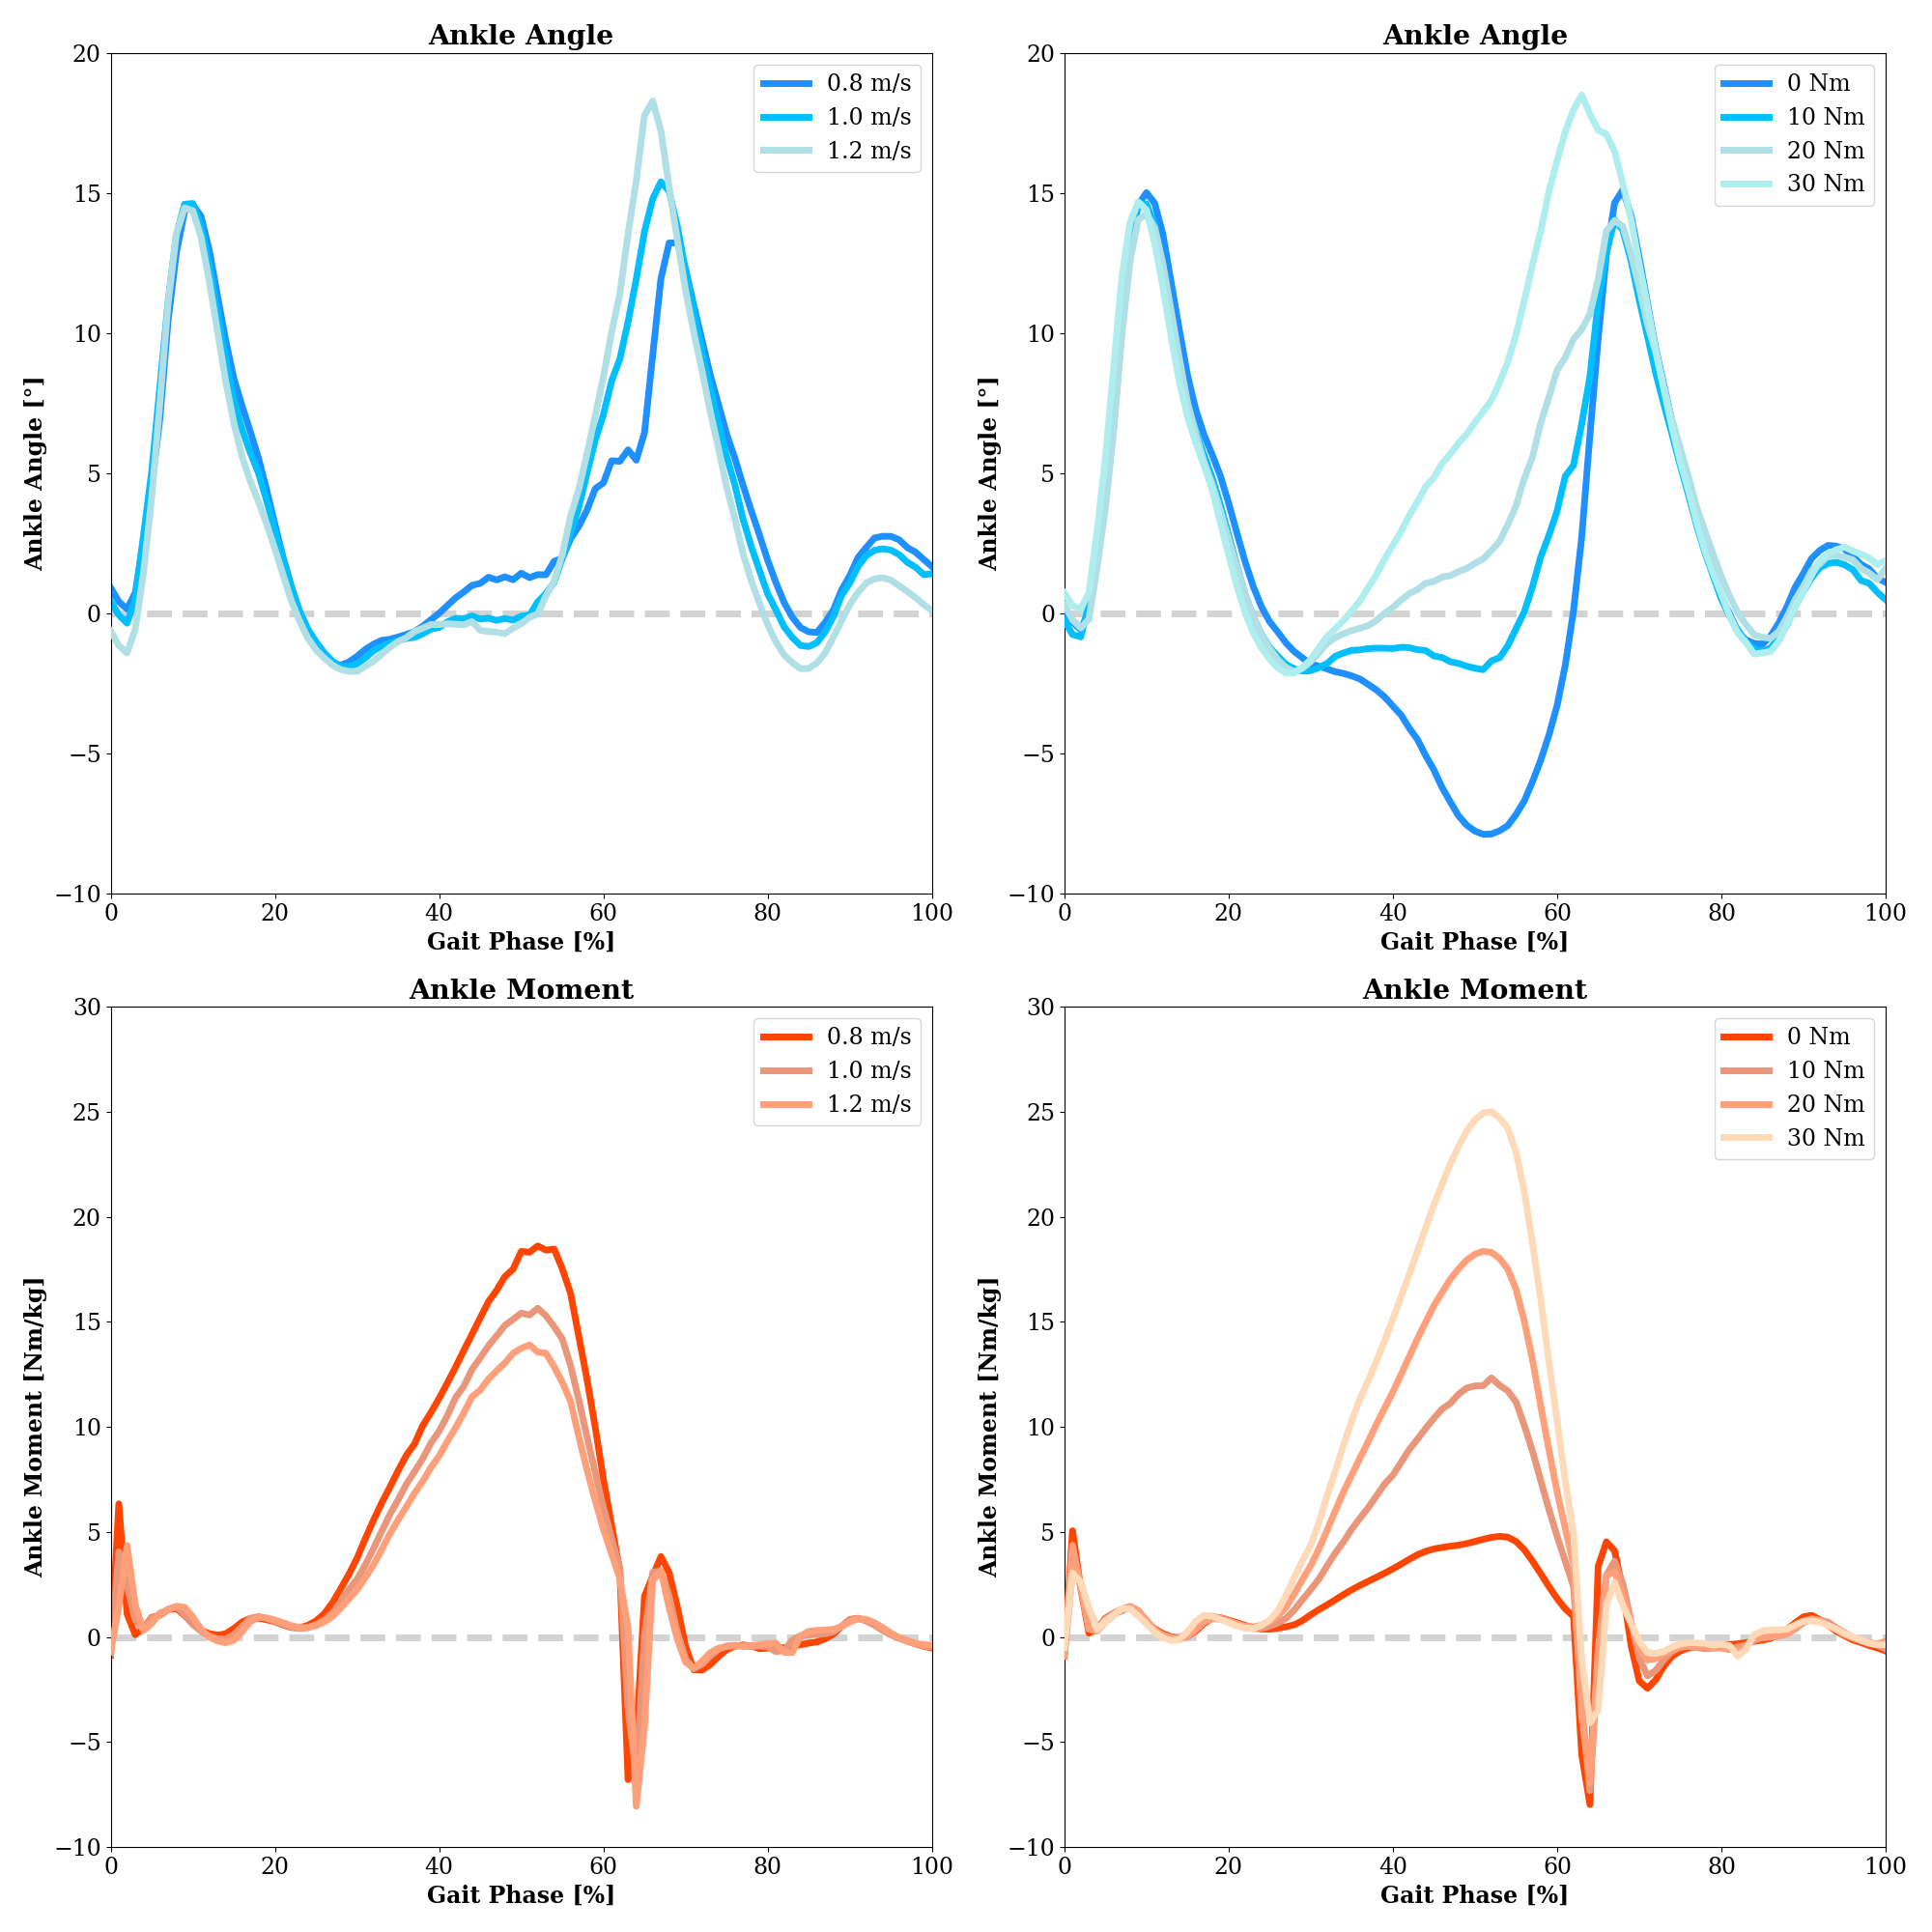 Ankle Angle
20
15
10
5
0
−5
−10
0 20 40 60 80 100
Ankle Angle [°]
Gait Phase [%]
0.8 m/s
1.0 m/s
1.2 m/s
Ankle Angle
20
15
10
5
0
−5
−10
0 20 40 60 80 100
Ankle Angle [°]
Gait Phase [%]
0 Nm
10 Nm
20 Nm
30 Nm
Ankle Moment
30
25
20
15
10
5
0
−5
−10
0 20 40 60 80 100
Ankle Moment [Nm/kg]
Gait Phase [%]
0.8 m/s
1.0 m/s
1.2 m/s
Ankle Moment
30
25
20
15
10
5
0
−5
−10
0 20 40 60 80 100
Ankle Moment [Nm/kg]
Gait Phase [%]
0 Nm
10 Nm
20 Nm
30 Nm